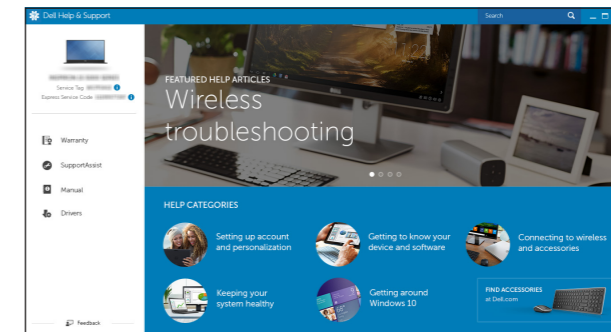 Dell Help & Support
Search
Service Tag:
Express Service Code:
Warranty
SupportAssist
Manual
Drivers
Feedback
FEATURED HELP ARTICLES
Wireless
troubleshooting
HELP CATEGORIES
Setting up account
and personalization
Getting to know your
device and software
Connecting to wireless
and accessories
Keeping your
system healthy
Getting around
Windows 10
FIND ACCESSORIES
at Dell.com